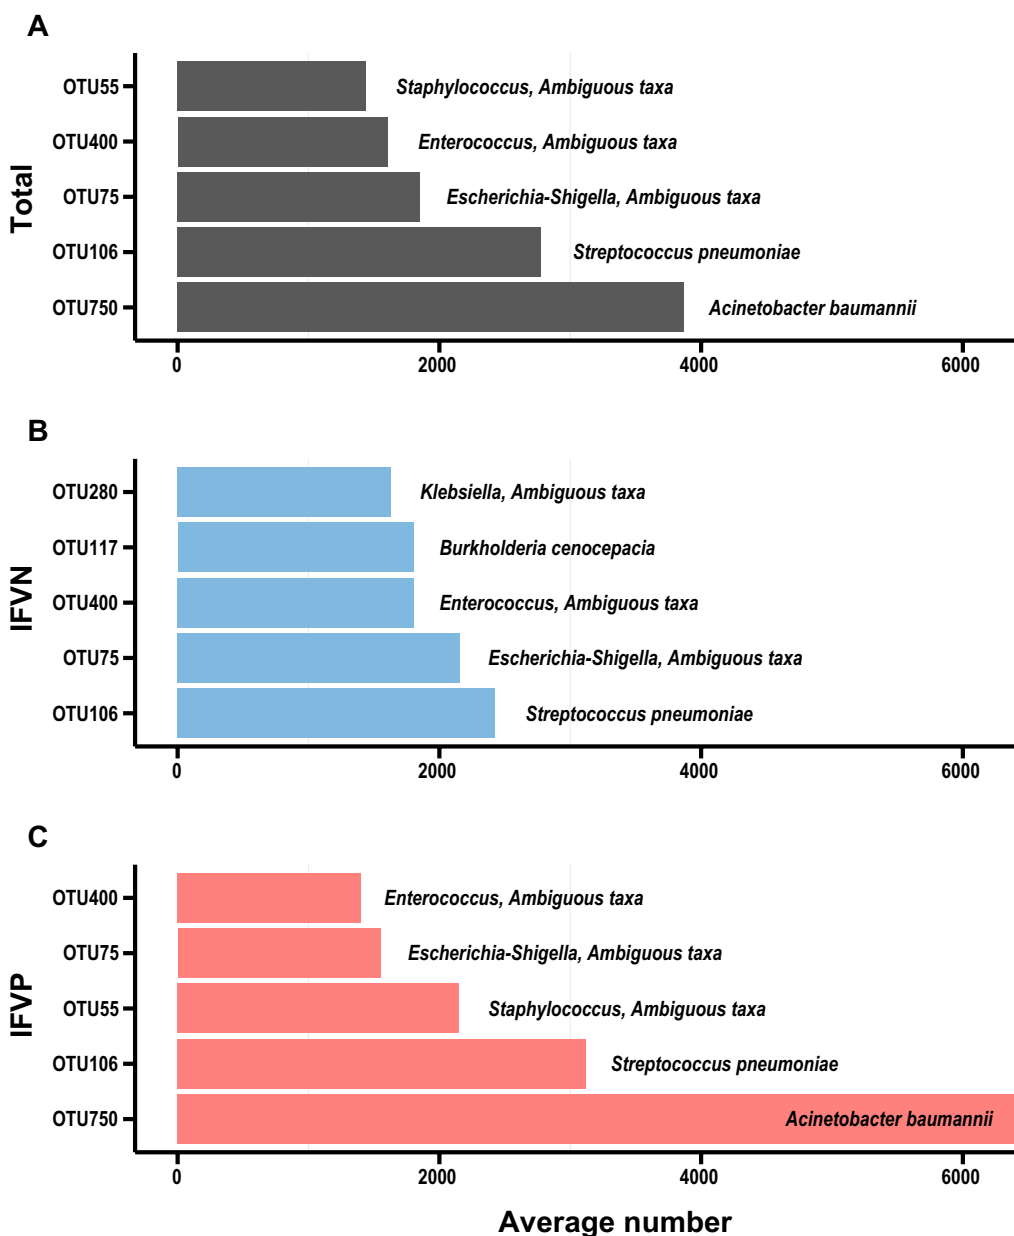 A
Total
OTU55 Staphylococcus, Ambiguous taxa
OTU400 Enterococcus, Ambiguous taxa
OTU75 Escherichia-Shigella, Ambiguous taxa
OTU106 Streptococcus pneumoniae
OTU750 Acinetobacter baumannii
0 2000 4000 6000
B
IFVN
OTU280 Klebsiella, Ambiguous taxa
OTU117 Burkholderia cenocepacia
OTU400 Enterococcus, Ambiguous taxa
OTU75 Escherichia-Shigella, Ambiguous taxa
OTU106 Streptococcus pneumoniae
0 2000 4000 6000
C
IFVP
OTU400 Enterococcus, Ambiguous taxa
OTU75 Escherichia-Shigella, Ambiguous taxa
OTU55 Staphylococcus, Ambiguous taxa
OTU106 Streptococcus pneumoniae
OTU750 Acinetobacter baumannii
0 2000 4000 6000
Average number